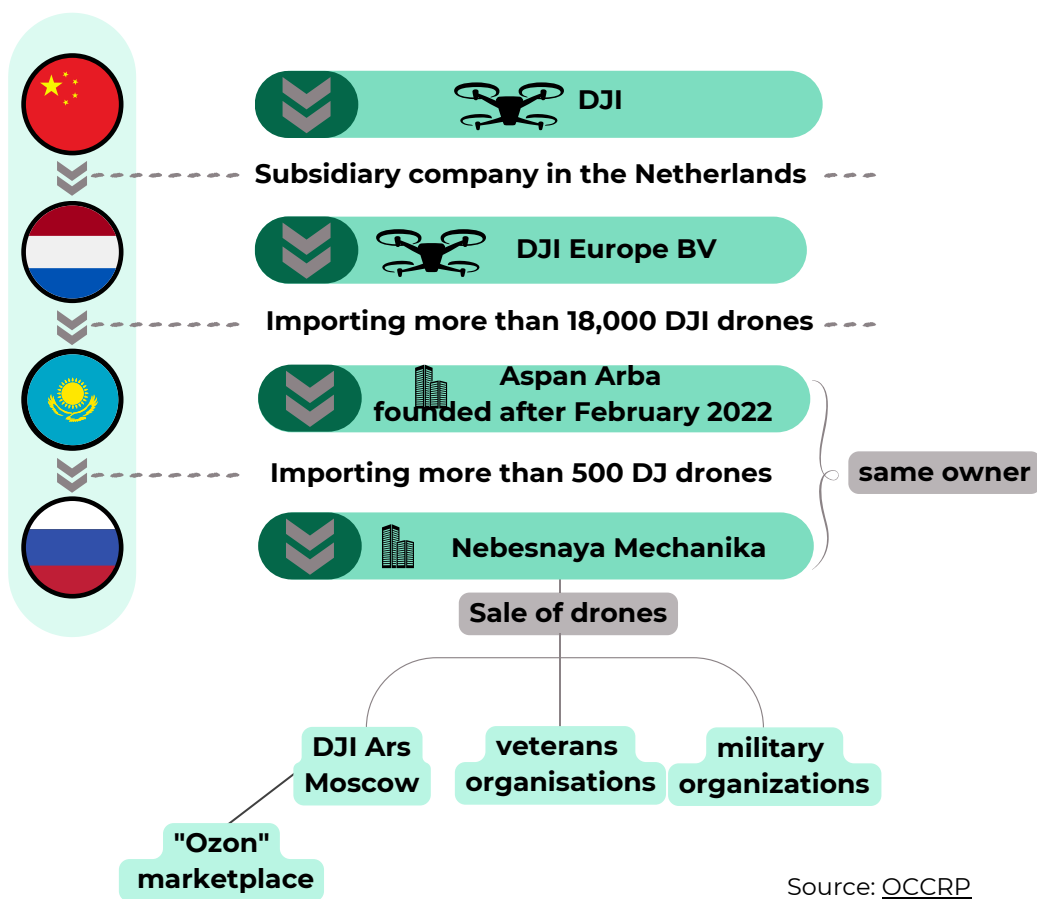 DJI
Subsidiary company in the Netherlands
DJI Europe BV
Importing more than 18,000 DJI drones
Aspan Arba
founded after February 2022
Importing more than 500 DJ drones
same owner
Nebesnaya Mechanika
Sale of drones
DJI Ars
Moscow
veterans
organisations
military
organizations
"Ozon"
marketplace
Source: OCCRP